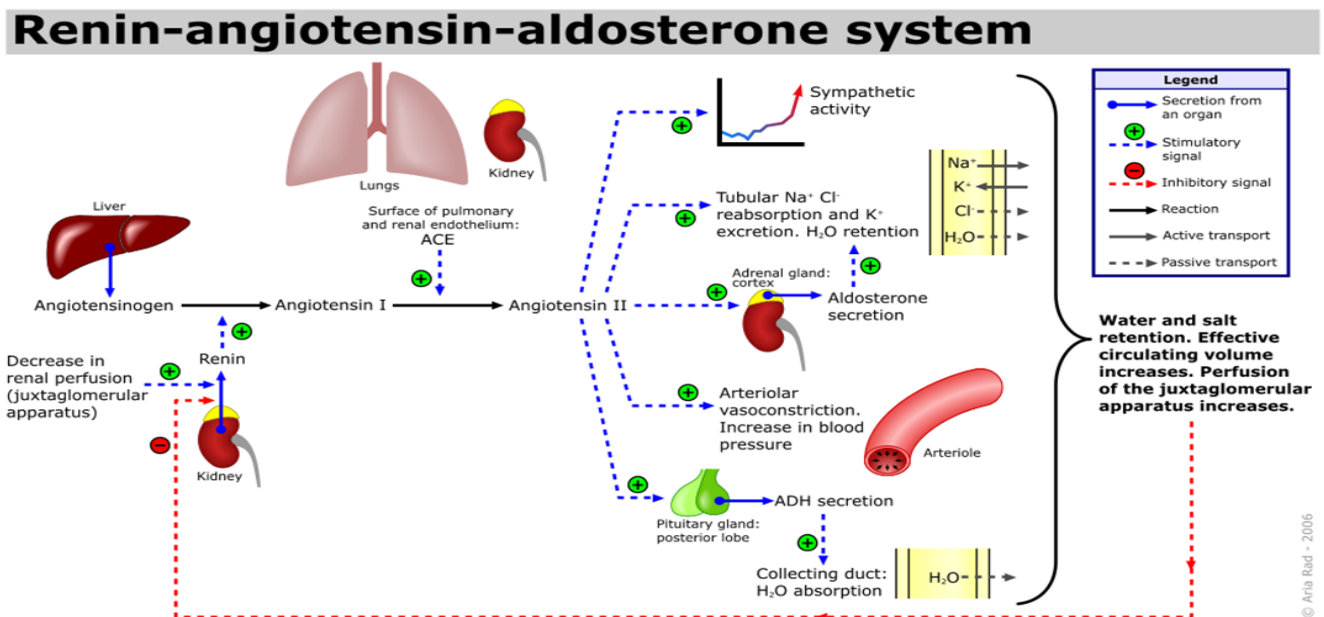 Renin-angiotensin-aldosterone system
Liver
Angiotensinogen
Decrease in
renal perfusion
(juxtaglomerular
apparatus)
Renin
Kidney
Lungs
Kidney
Surface of pulmonary
and renal endothelium:
ACE
Angiotensin I
Angiotensin II
Sympathetic
activity
Tubular Na⁺ Cl⁻
reabsorption and K⁺
excretion. H₂O retention
Adrenal gland:
cortex
Aldosterone
secretion
Arteriolar
vasoconstriction.
Increase in blood
pressure
Arteriole
Pituitary gland:
posterior lobe
ADH secretion
Collecting duct:
H₂O absorption
Na⁺
K⁺
Cl⁻
H₂O
H₂O
Legend
Secretion from
an organ
Stimulatory
signal
Inhibitory signal
Reaction
Active transport
Passive transport
Water and salt
retention. Effective
circulating volume
increases. Perfusion
of the juxtaglomerular
apparatus increases.
© Aria Rad - 2006